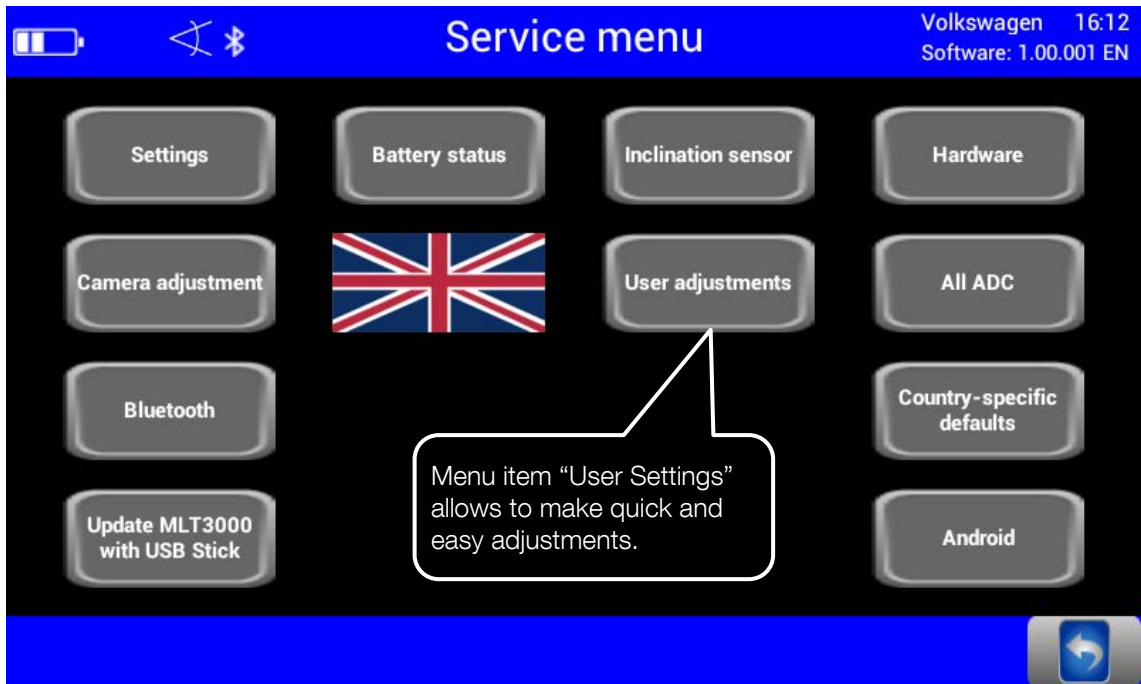 Service menu
Volkswagen 16:12
Software: 1.00.001 EN
Settings
Battery status
Inclination sensor
Hardware
Camera adjustment
User adjustments
All ADC
Bluetooth
Country-specific
defaults
Menu item “User Settings”
allows to make quick and
easy adjustments.
Update MLT3000
with USB Stick
Android